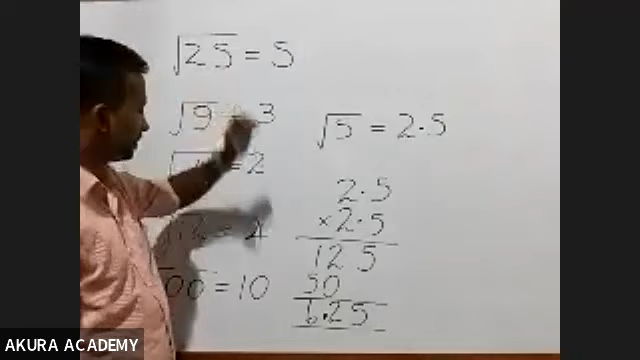 √25 = 5
√9 = 3
= 2
= 4
00 = 10
√5 = 2.5
2.5
×2.5
125
50
6.25
AKURA ACADEMY